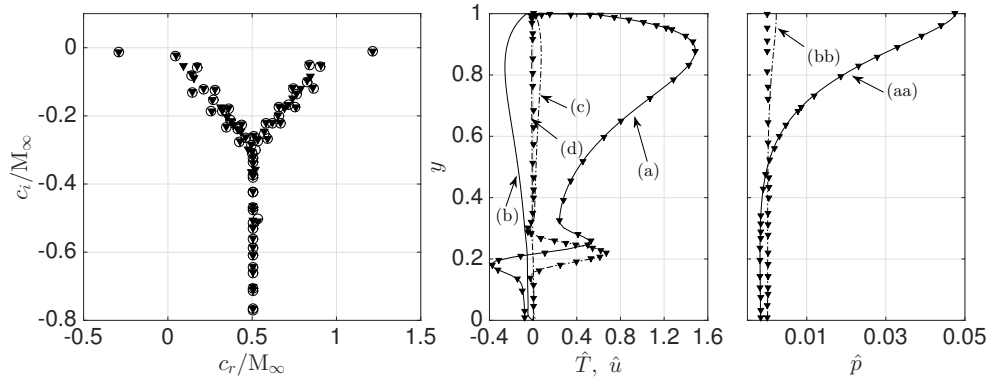 0
-0.2
-0.4
-0.6
-0.8
-0.5 0 0.5 1 1.5
c_i/M_∞
c_r/M_∞
1
0.8
0.6
0.4
0.2
0
-0.4 0 0.4 0.8 1.2 1.6
y
T̂, û
(a)
(b)
(c)
(d)
0.01 0.03 0.05
p̂
(bb)
(aa)